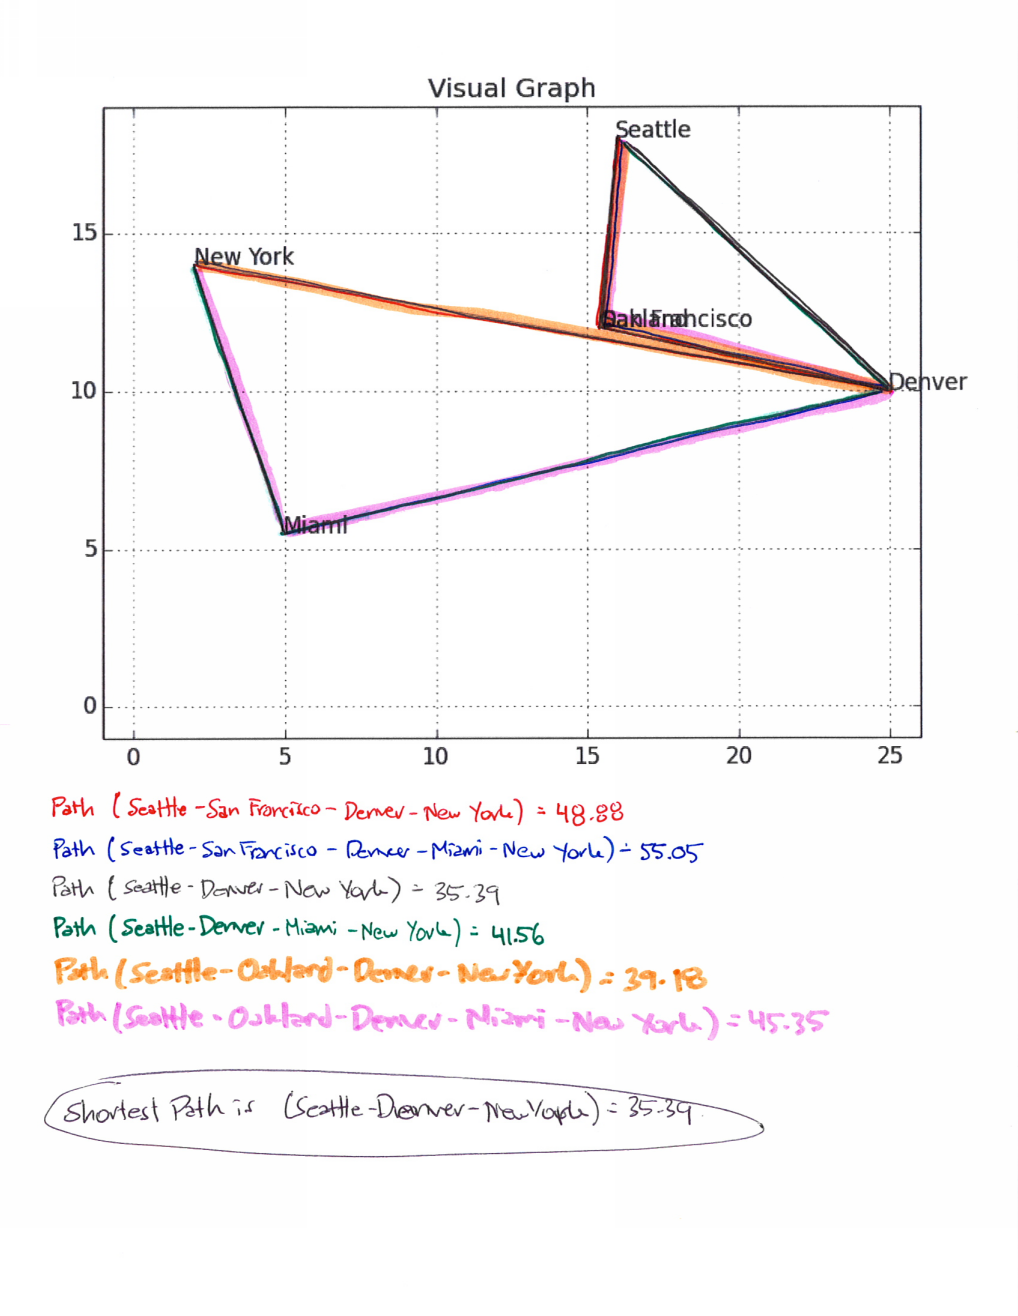 Visual Graph
Seattle
15
New York
Oakland
San Francisco
10
Denver
Miami
5
0
0 5 10 15 20 25
Path (Seattle - San Francisco - Denver - New York) = 48.88
Path (Seattle - San Francisco - Denver - Miami - New York) = 55.05
Path (Seattle - Denver - New York) = 35.39
Path (Seattle - Denver - Miami - New York) = 41.56
Path (Seattle - Oakland - Denver - New York) = 39.18
Path (Seattle - Oakland - Denver - Miami - New York) = 45.35
Shortest Path is (Seattle - Denver - New York) = 35.39